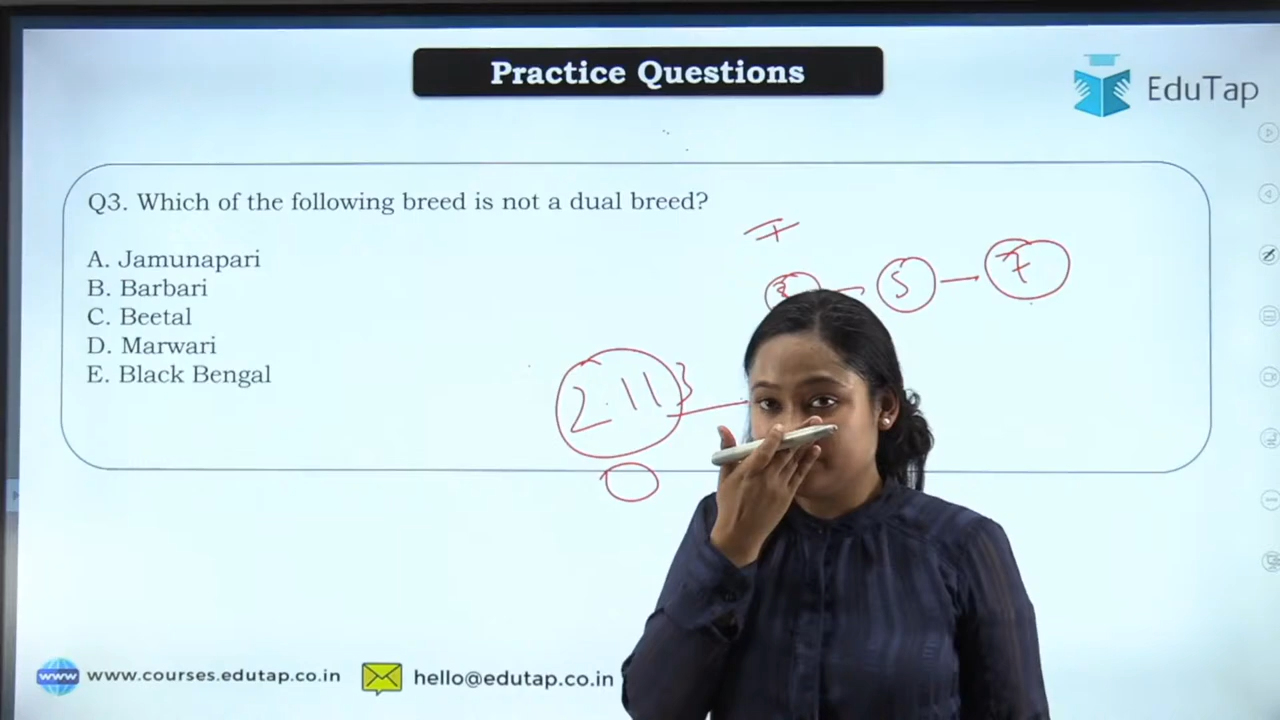 Practice Questions
EduTap
Q3. Which of the following breed is not a dual breed?
A. Jamunapari
B. Barbari
C. Beetal
D. Marwari
E. Black Bengal
5
7
2.11
www
www.courses.edutap.co.in
hello@edutap.co.in